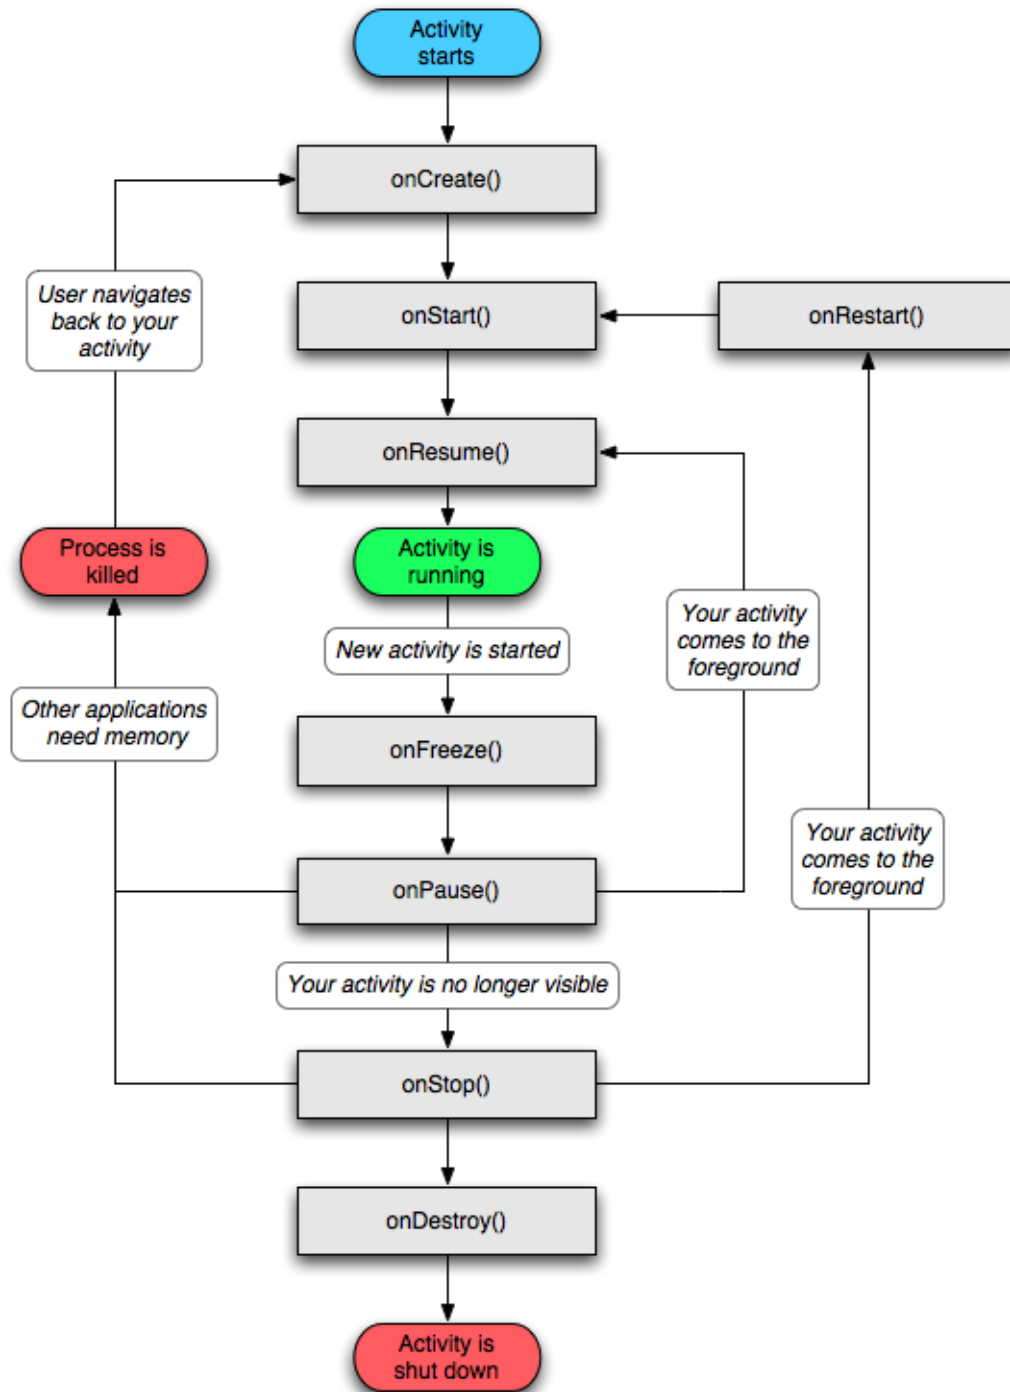 Activity
starts
onCreate()
User navigates
back to your
activity
onStart()
onRestart()
onResume()
Process is
killed
Activity is
running
New activity is started
Your activity
comes to the
foreground
Other applications
need memory
onFreeze()
Your activity
comes to the
foreground
onPause()
Your activity is no longer visible
onStop()
onDestroy()
Activity is
shut down